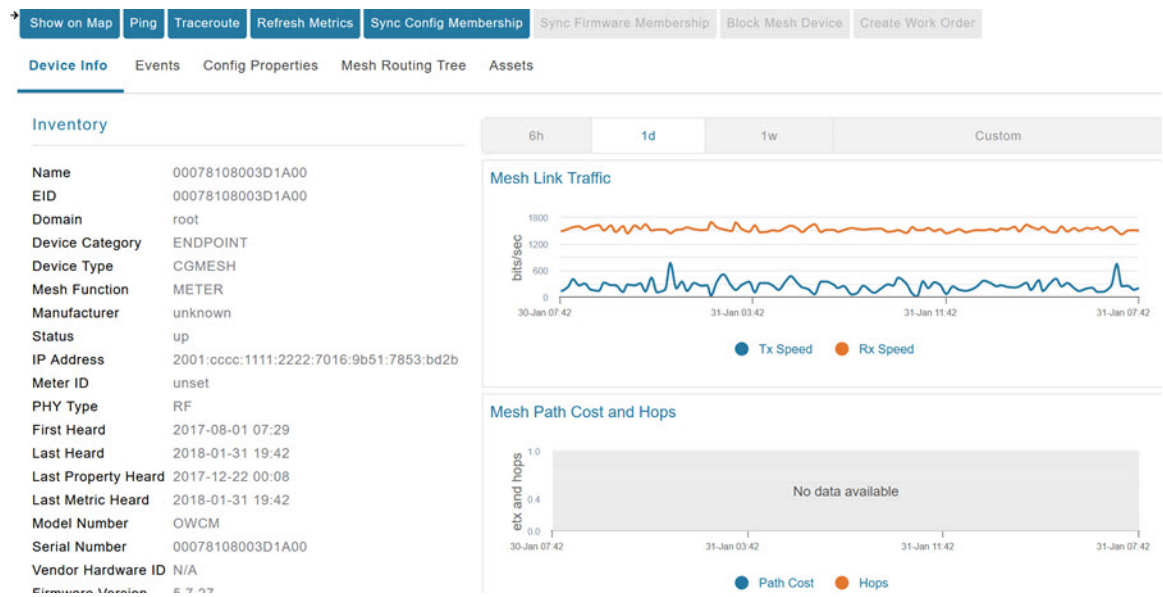 Show on Map Ping Traceroute Refresh Metrics Sync Config Membership Sync Firmware Membership Block Mesh Device Create Work Order
Device Info Events Config Properties Mesh Routing Tree Assets
Inventory
Name 00078108003D1A00
EID 00078108003D1A00
Domain root
Device Category ENDPOINT
Device Type CGMESH
Mesh Function METER
Manufacturer unknown
Status up
IP Address 2001:cccc:1111:2222:7016:9b51:7853:bd2b
Meter ID unset
PHY Type RF
First Heard 2017-08-01 07:29
Last Heard 2018-01-31 19:42
Last Property Heard 2017-12-22 00:08
Last Metric Heard 2018-01-31 19:42
Model Number OWCM
Serial Number 00078108003D1A00
Vendor Hardware ID N/A
Firmware Version 5.7.27
6h 1d 1w Custom
Mesh Link Traffic
bits/sec
1800
1200
600
0
30-Jan 07:42 31-Jan 03:42 31-Jan 11:42 31-Jan 07:42
Tx Speed Rx Speed
Mesh Path Cost and Hops
etx and hops
1.0
0.4
0.0
No data available
30-Jan 07:42 31-Jan 03:42 31-Jan 11:42 31-Jan 07:42
Path Cost Hops